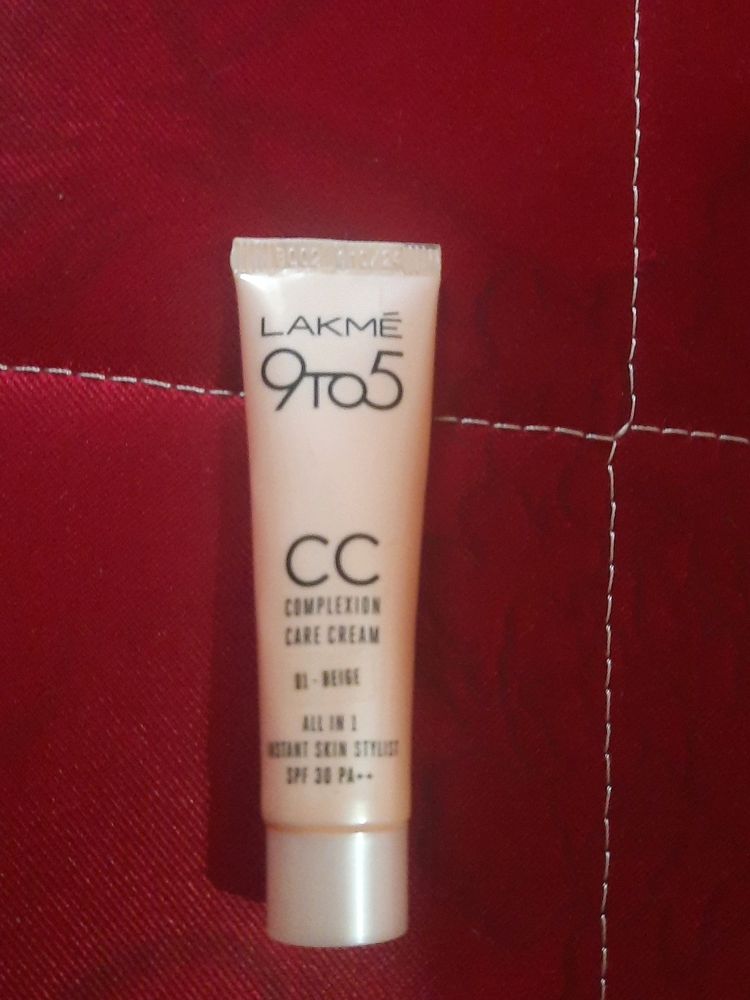 LAKMÉ
9TO5
CC
COMPLEXION
CARE CREAM
01 - BEIGE
ALL IN 1
INSTANT SKIN STYLIST
SPF 30 PA++